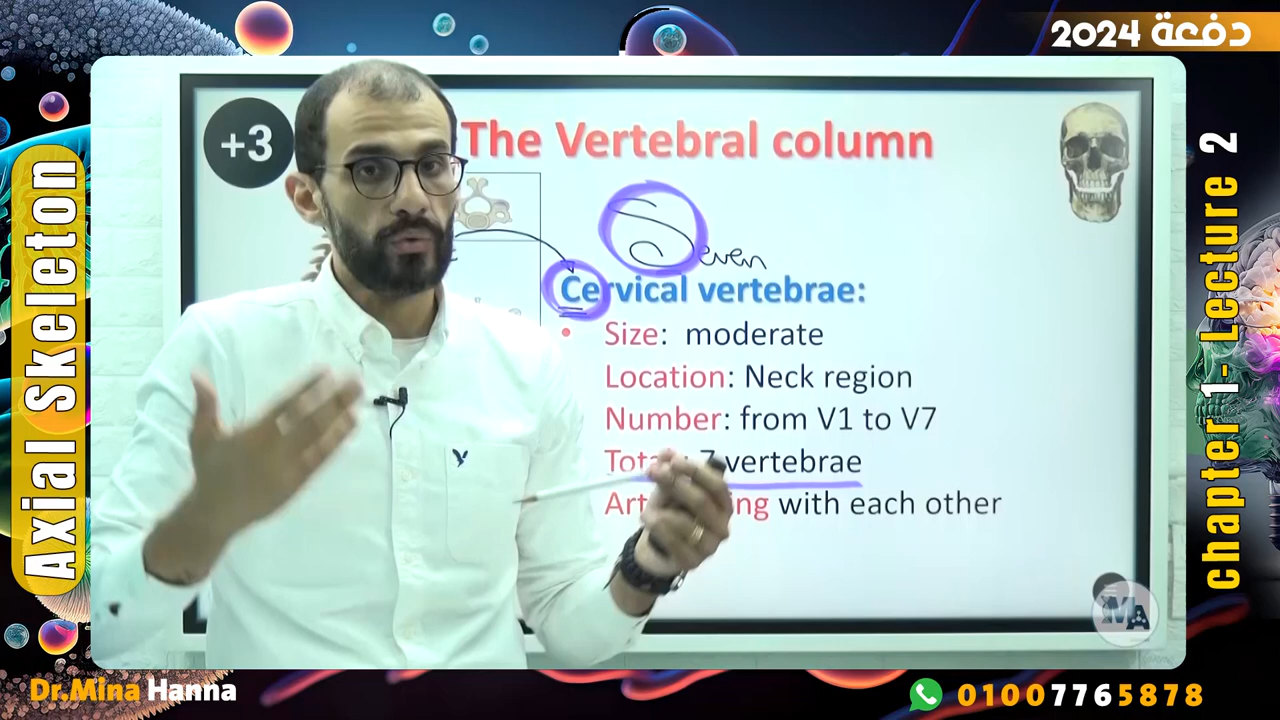 دفعة 2024
+3
The Vertebral column
Seven
Cervical vertebrae:
• Size: moderate
Location: Neck region
Number: from V1 to V7
vertebrae
with each other
MA
Axial Skeleton
chapter 1- Lecture 2
Dr.Mina Hanna
01007765878